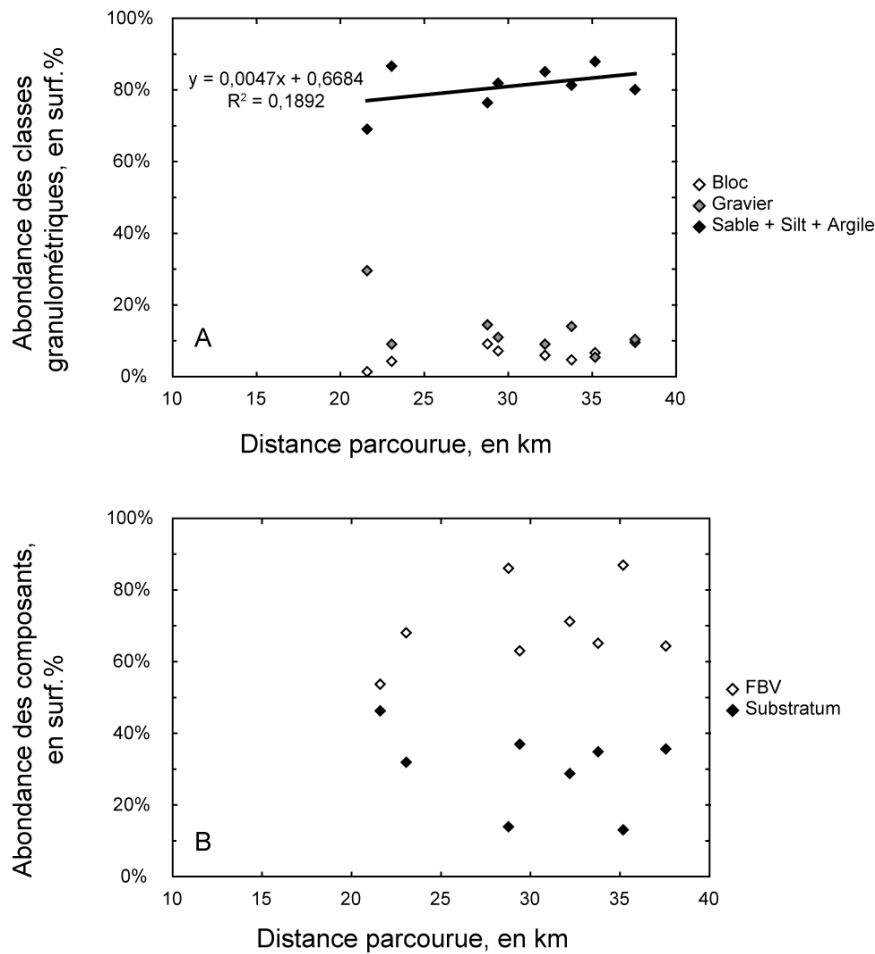 Abondance des classes
granulométriques, en surf.%
100%
80%
60%
40%
20%
0%
y = 0,0047x + 0,6684
R² = 0,1892
A
Bloc
Gravier
Sable + Silt + Argile
10 15 20 25 30 35 40
Distance parcourue, en km
Abondance des composants,
en surf.%
100%
80%
60%
40%
20%
0%
B
FBV
Substratum
10 15 20 25 30 35 40
Distance parcourue, en km